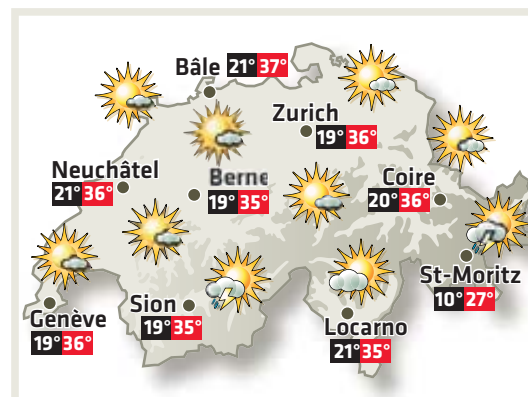 Bâle 21° 37°
Zurich
19° 36°
Neuchâtel
21° 36°
Berne
19° 35°
Coire
20° 36°
St-Moritz
10° 27°
Genève
19° 36°
Sion
19° 35°
Locarno
21° 35°